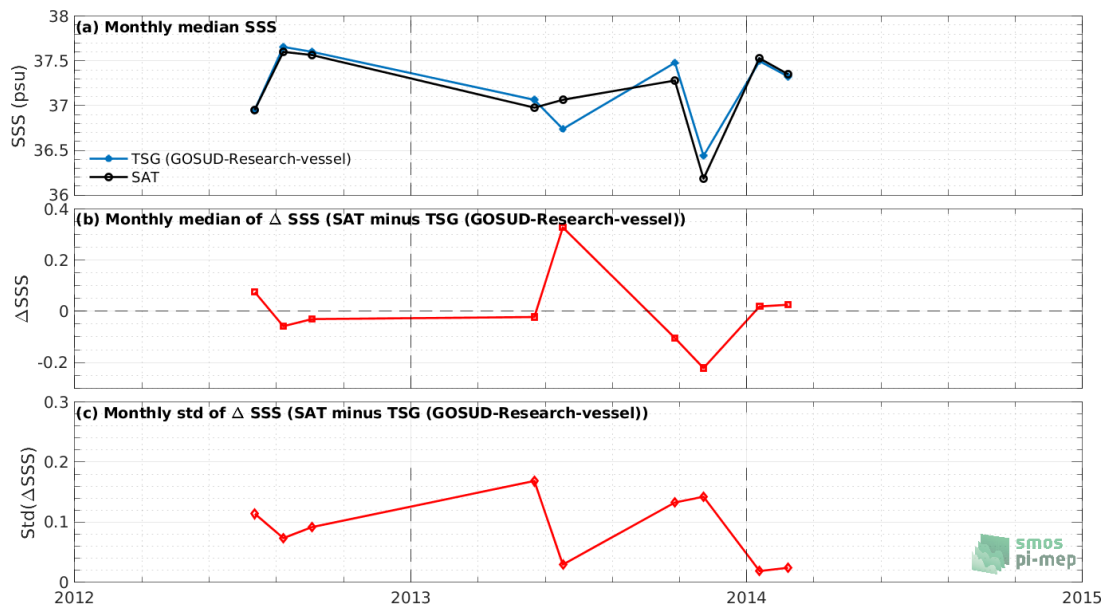 (a) Monthly median SSS
SSS (psu)
38
37.5
37
36.5
36
TSG (GOSUD-Research-vessel)
SAT
(b) Monthly median of Δ SSS (SAT minus TSG (GOSUD-Research-vessel))
ΔSSS
0.4
0.2
0
-0.2
(c) Monthly std of Δ SSS (SAT minus TSG (GOSUD-Research-vessel))
Std(ΔSSS)
0.3
0.2
0.1
0
2012 2013 2014 2015
smos
pi-mep